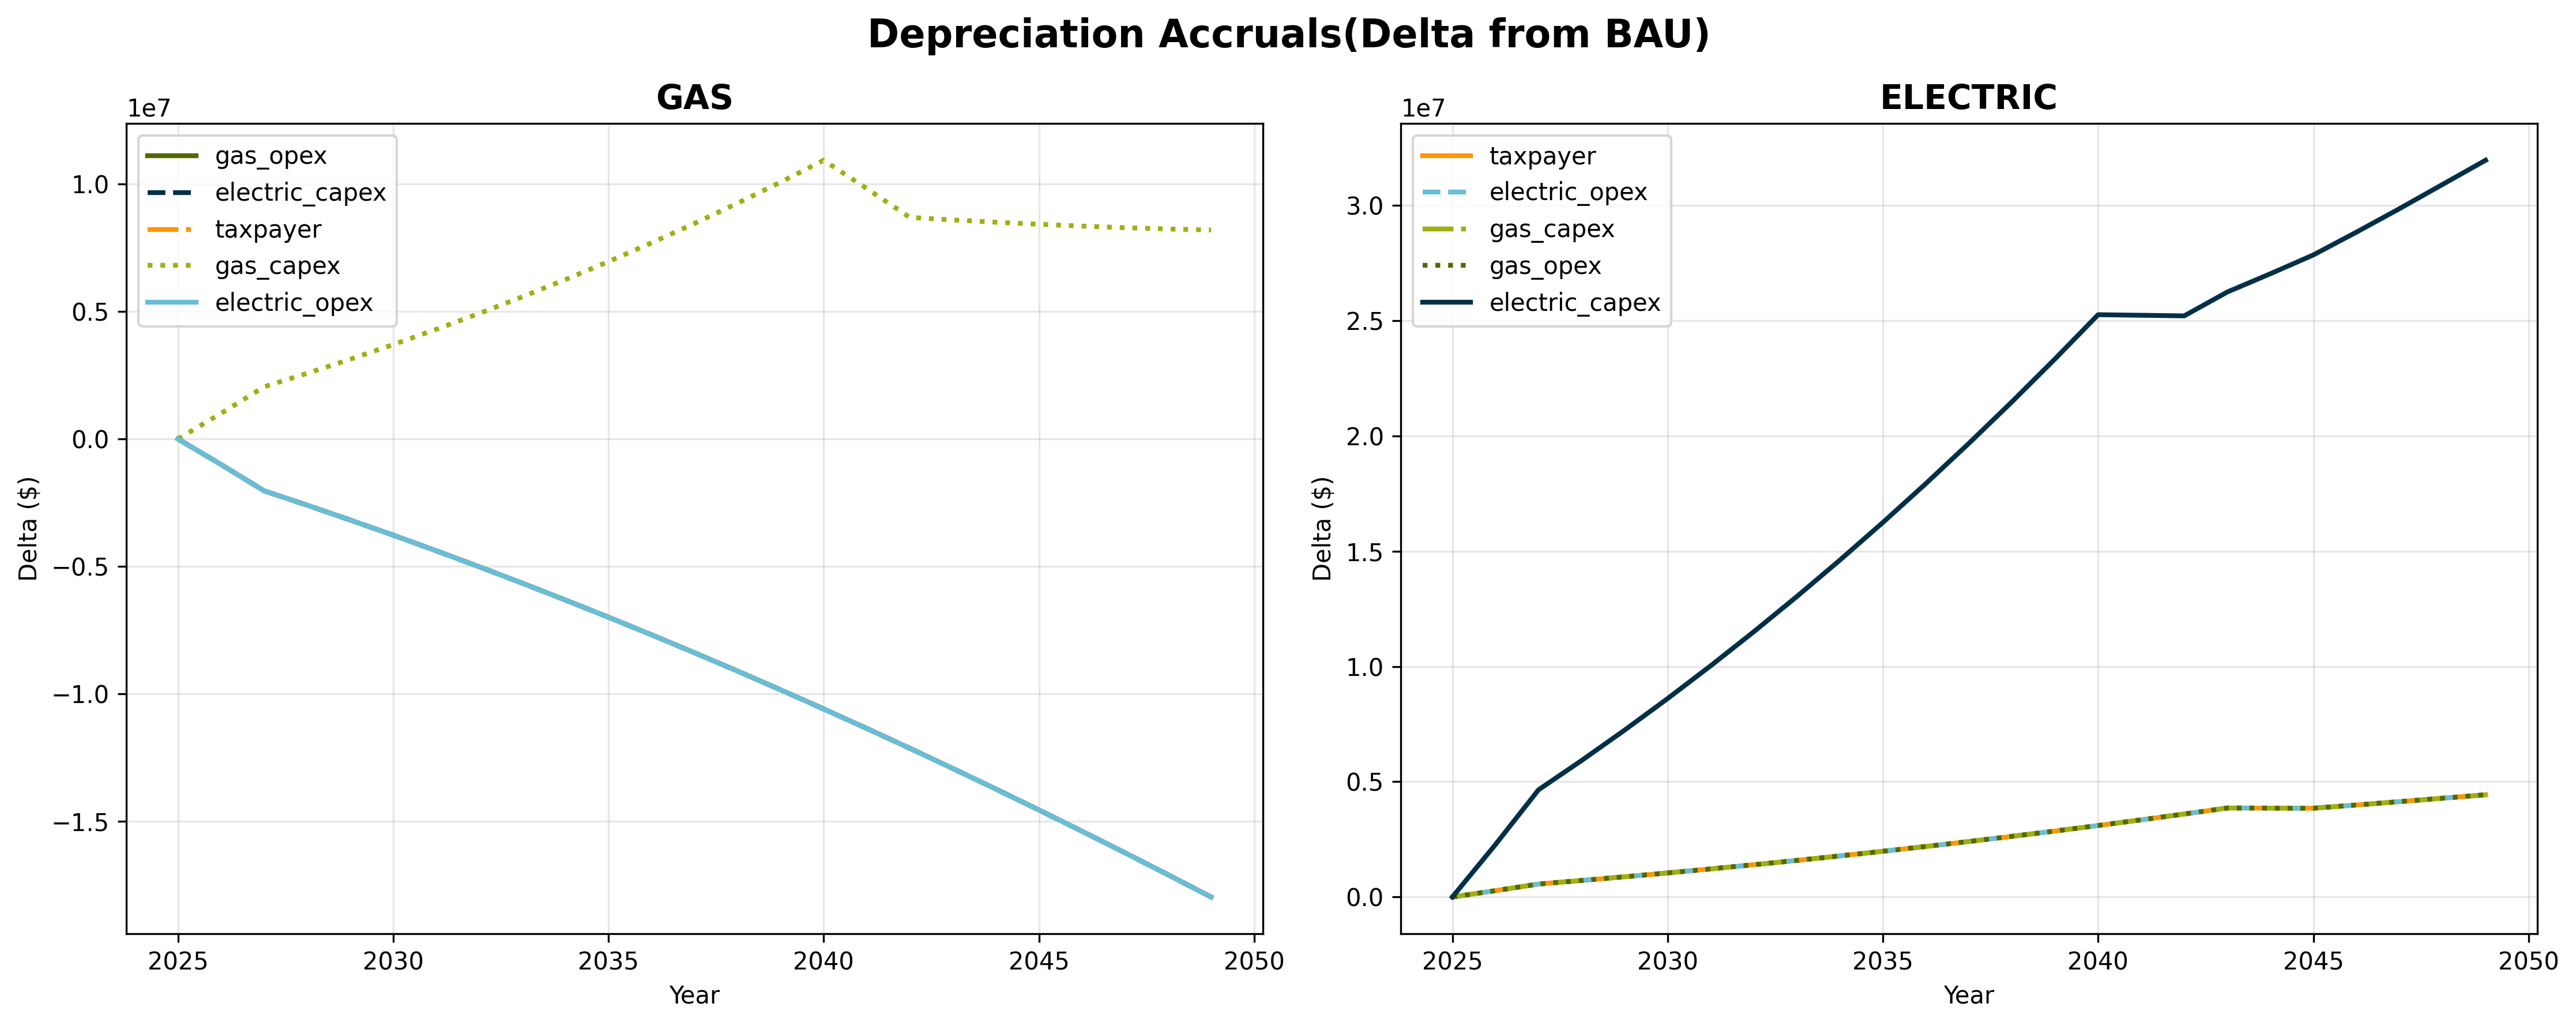 Depreciation Accruals(Delta from BAU)
GAS
1e7
gas_opex
electric_capex
taxpayer
gas_capex
electric_opex
1.0
0.5
0.0
−0.5
−1.0
−1.5
Delta ($)
2025 2030 2035 2040 2045 2050
Year
ELECTRIC
1e7
taxpayer
electric_opex
gas_capex
gas_opex
electric_capex
3.0
2.5
2.0
1.5
1.0
0.5
0.0
Delta ($)
2025 2030 2035 2040 2045 2050
Year